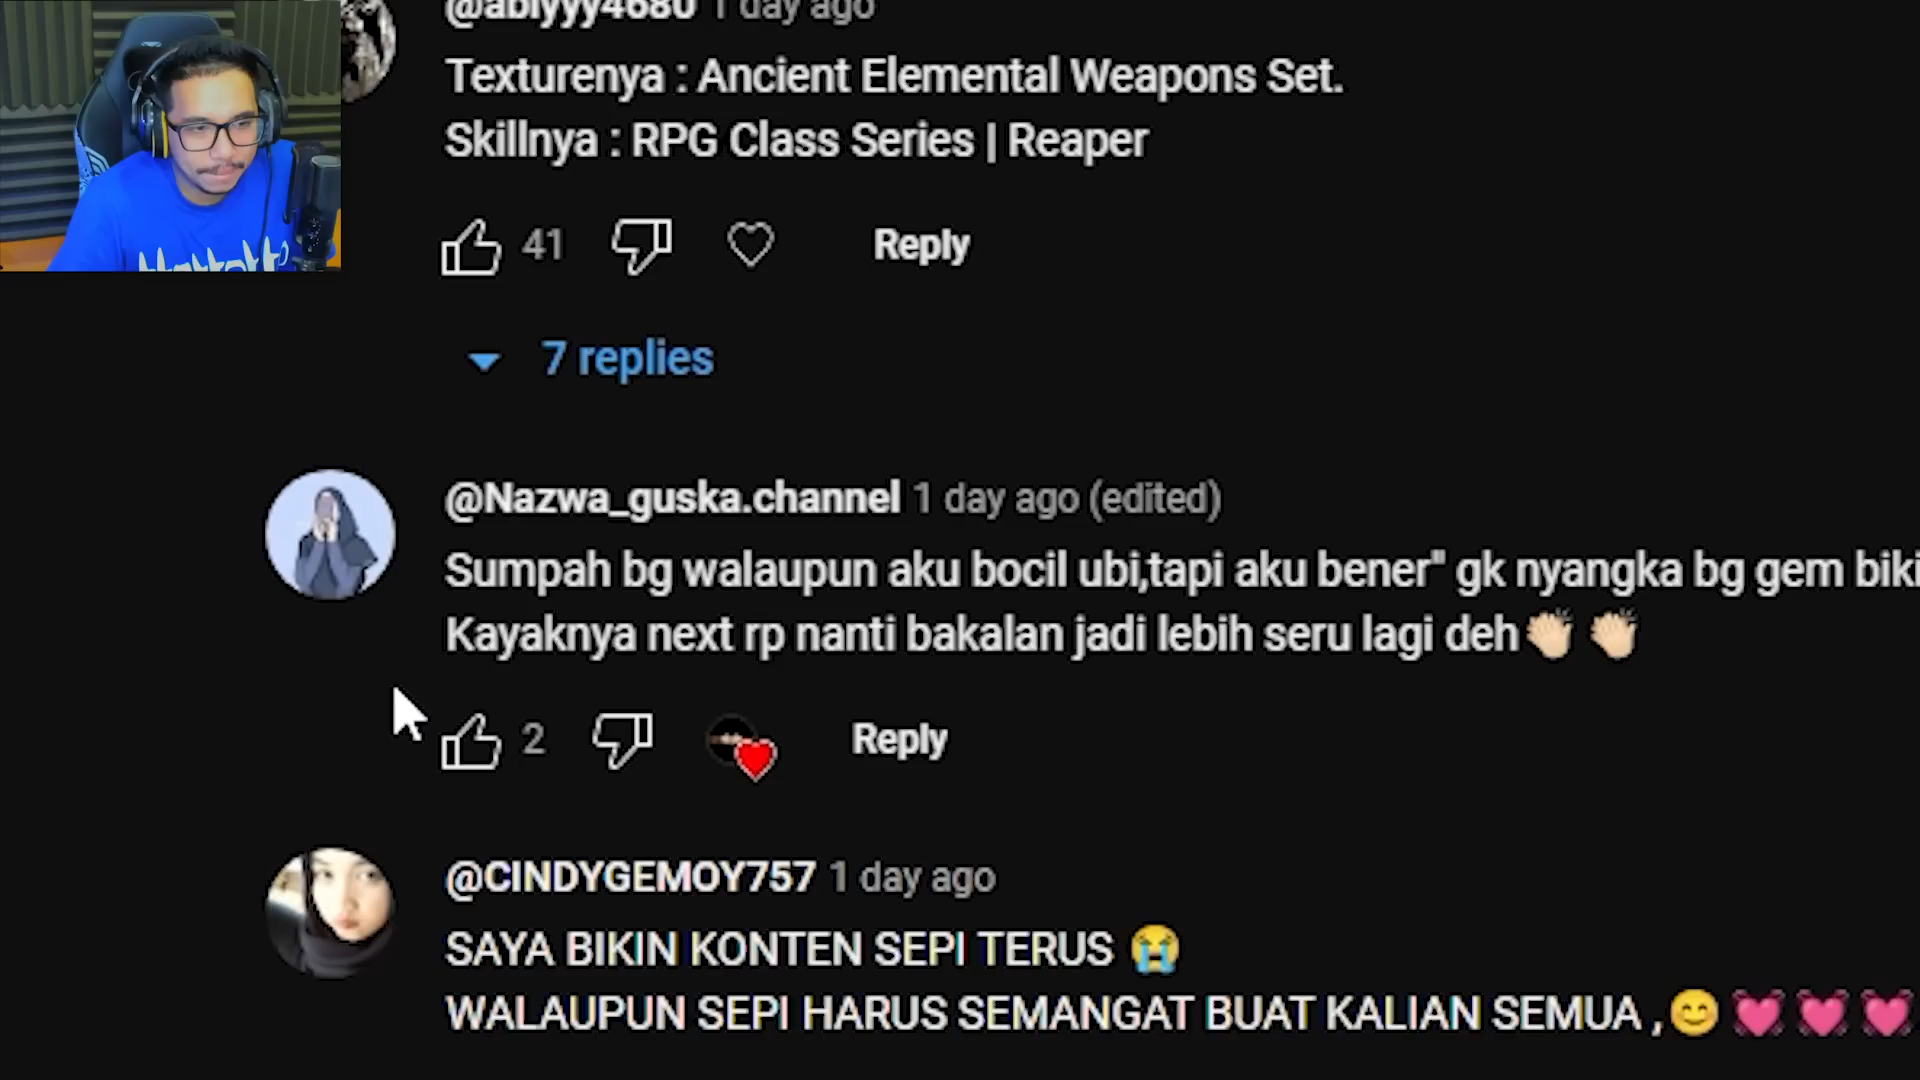 @abiyyy4680 1 day ago
Texturenya : Ancient Elemental Weapons Set.
Skillnya : RPG Class Series | Reaper
41 Reply
7 replies
@Nazwa_guska.channel 1 day ago (edited)
Sumpah bg walaupun aku bocil ubi,tapi aku bener" gk nyangka bg gem biki
Kayaknya next rp nanti bakalan jadi lebih seru lagi deh👏🏻 👏🏻
2 Reply
@CINDYGEMOY757 1 day ago
SAYA BIKIN KONTEN SEPI TERUS 😭
WALAUPUN SEPI HARUS SEMANGAT BUAT KALIAN SEMUA ,😊 💓 💓 💓